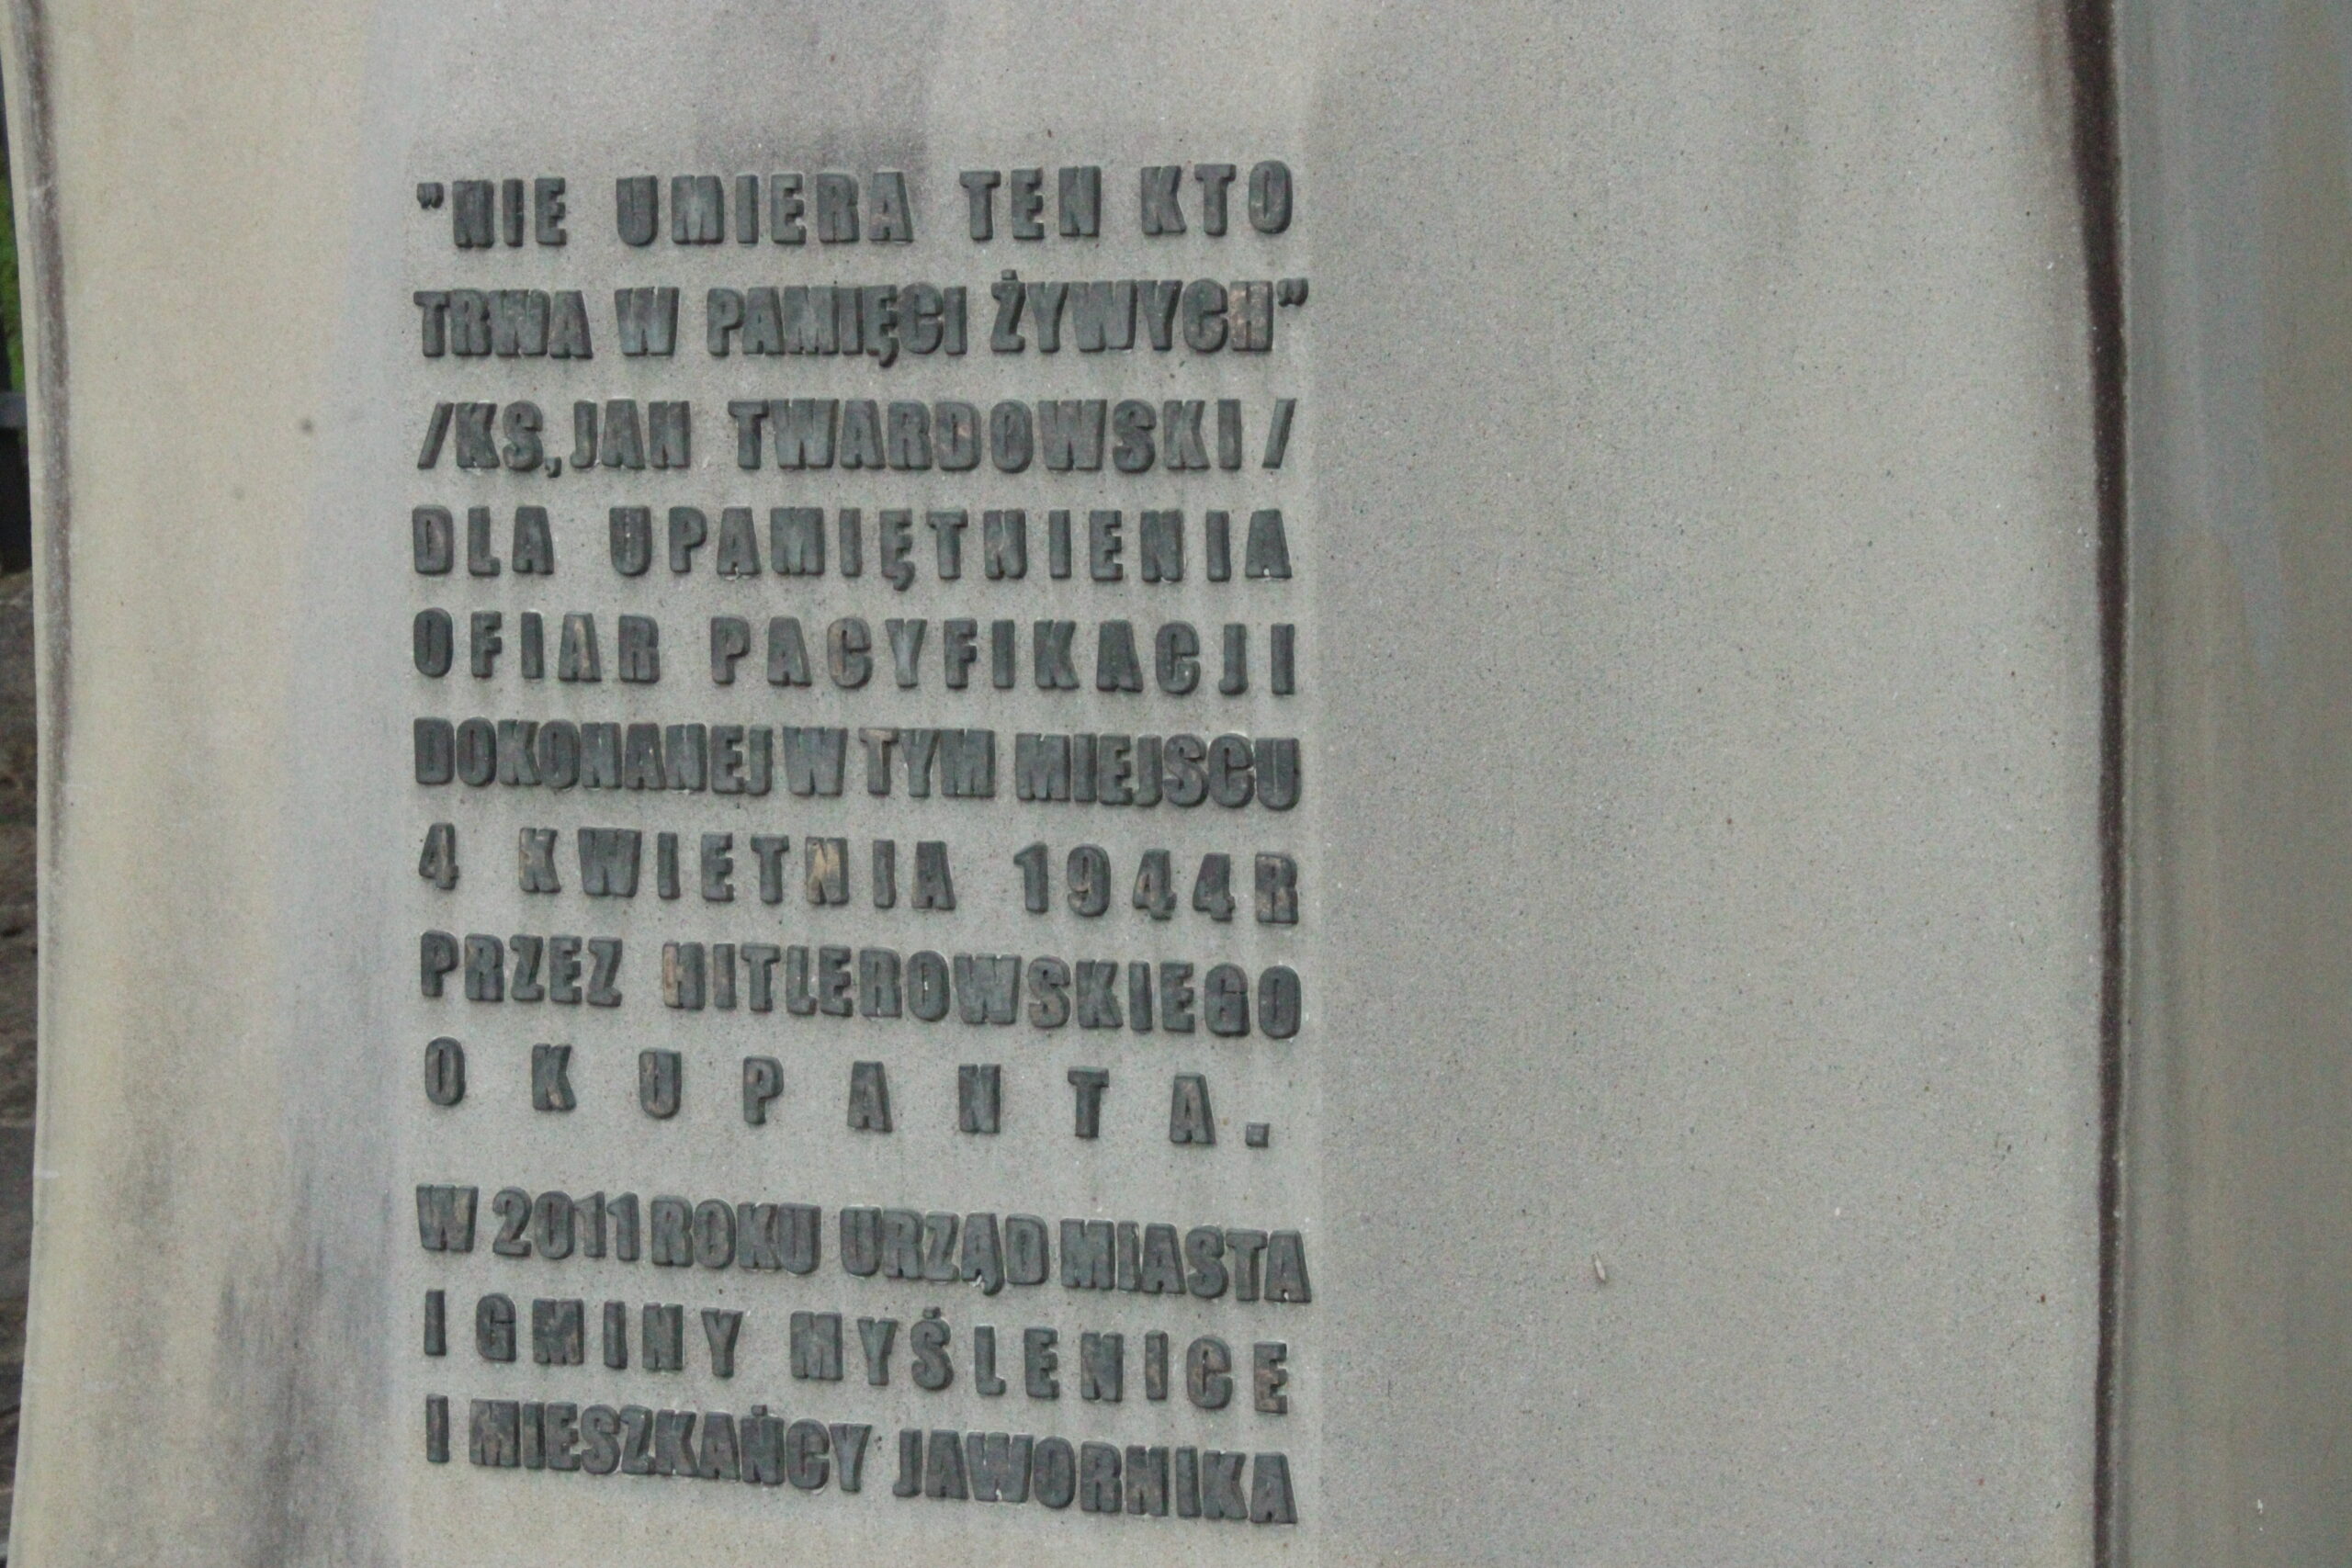 "NIE UMIERA TEN KTO
TRWA W PAMIĘCI ŻYWYCH"
/KS,JAN TWARDOWSKI/
DLA UPAMIĘTNIENIA
OFIAR PACYFIKACJI
DOKONANEJ W TYM MIEJSCU
4 KWIETNIA 1944R
PRZEZ HITLEROWSKIEGO
OKUPANTA.
W 2011 ROKU URZĄD MIASTA
I GMINY MYŚLENICE
I MIESZKAŃCY JAWORNIKA